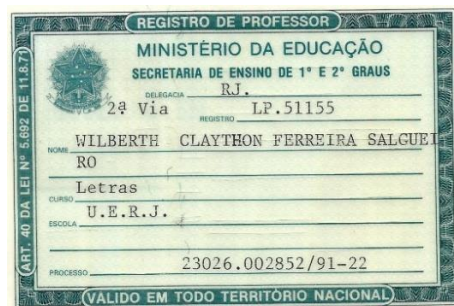 REGISTRO DE PROFESSOR
MINISTÉRIO DA EDUCAÇÃO
SECRETARIA DE ENSINO DE 1º E 2º GRAUS
DELEGACIA RJ.
2ª Via REGISTRO LP.51155
NOME WILBERTH CLAYTHON FERREIRA SALGUEI
RO
CURSO Letras
ESCOLA U.E.R.J.
PROCESSO 23026.002852/91-22
VÁLIDO EM TODO TERRITÓRIO NACIONAL
ART. 40 DA LEI Nº 5.692 DE 11.8.71